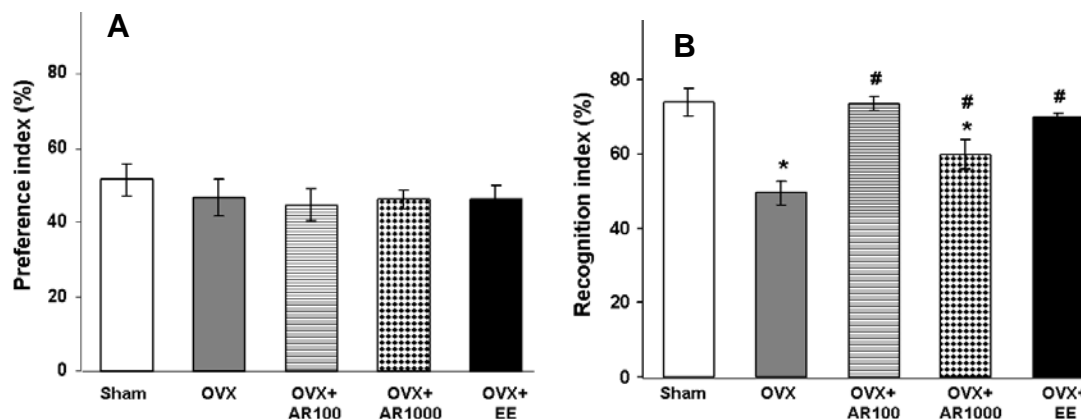 A
Preference index (%)
80
60
40
20
0
Sham
OVX
OVX+
AR100
OVX+
AR1000
OVX+
EE
B
Recognition index (%)
80
60
40
20
0
#
#
#
*
*
Sham
OVX
OVX+
AR100
OVX+
AR1000
OVX+
EE